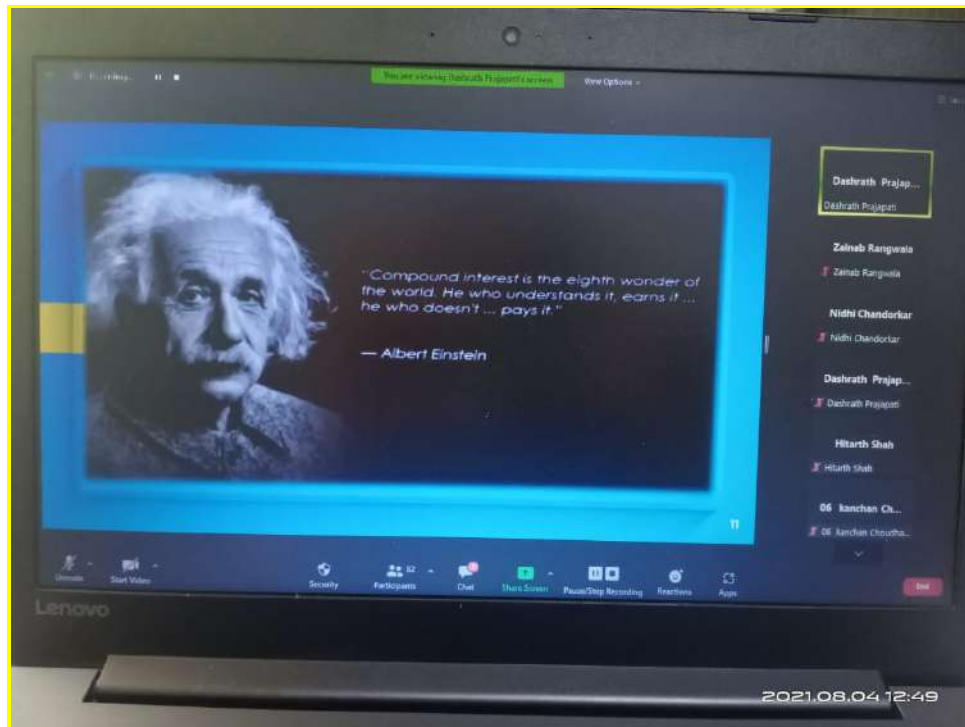 Recording...
You are viewing Dashrath Prajapati's screen
View Options
"Compound interest is the eighth wonder of
the world. He who understands it, earns it ...
he who doesn't ... pays it."
— Albert Einstein
11
Dashrath Prajap...
Dashrath Prajapati
Zainab Rangwala
Zainab Rangwala
Nidhi Chandorkar
Nidhi Chandorkar
Dashrath Prajap...
Dashrath Prajapati
Hitarth Shah
Hitarth Shah
06 kanchan Ch...
06 kanchan Choudha...
Unmute
Start Video
Security
Participants
Chat
Share Screen
Pause/Stop Recording
Reactions
Apps
End
Lenovo
2021.08.04 12:49